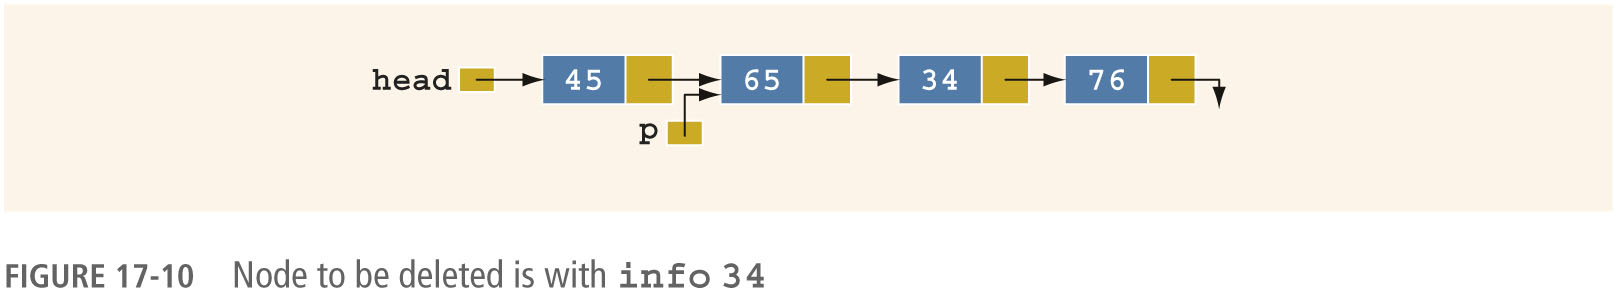 head 45 65 34 76
p
FIGURE 17-10 Node to be deleted is with info 34